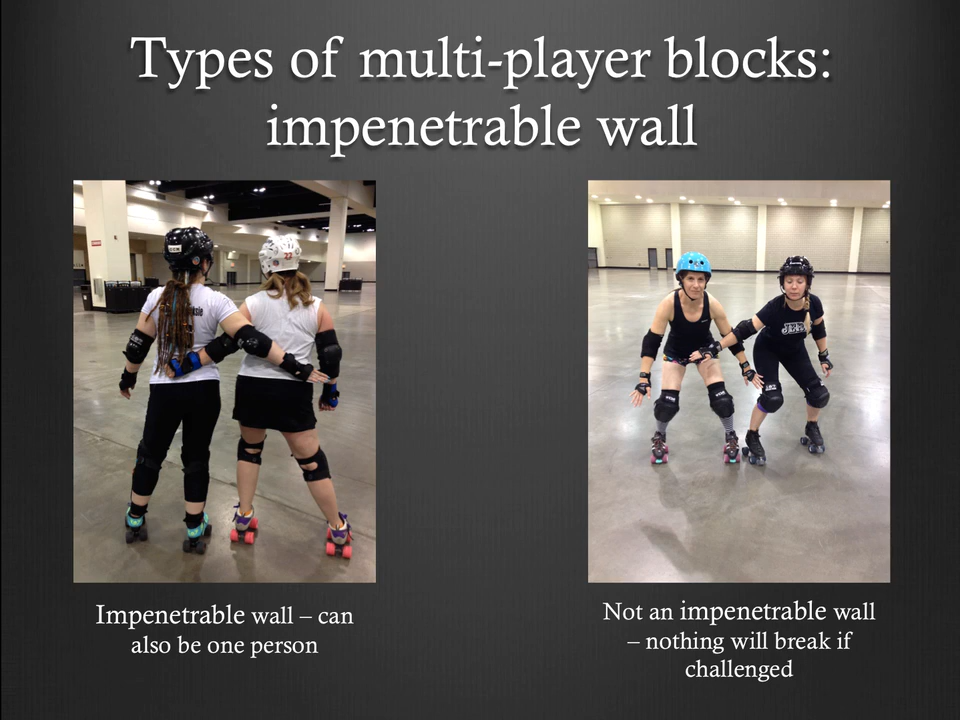 Types of multi-player blocks:
impenetrable wall
22
Impenetrable wall – can
also be one person
Not an impenetrable wall
– nothing will break if
challenged